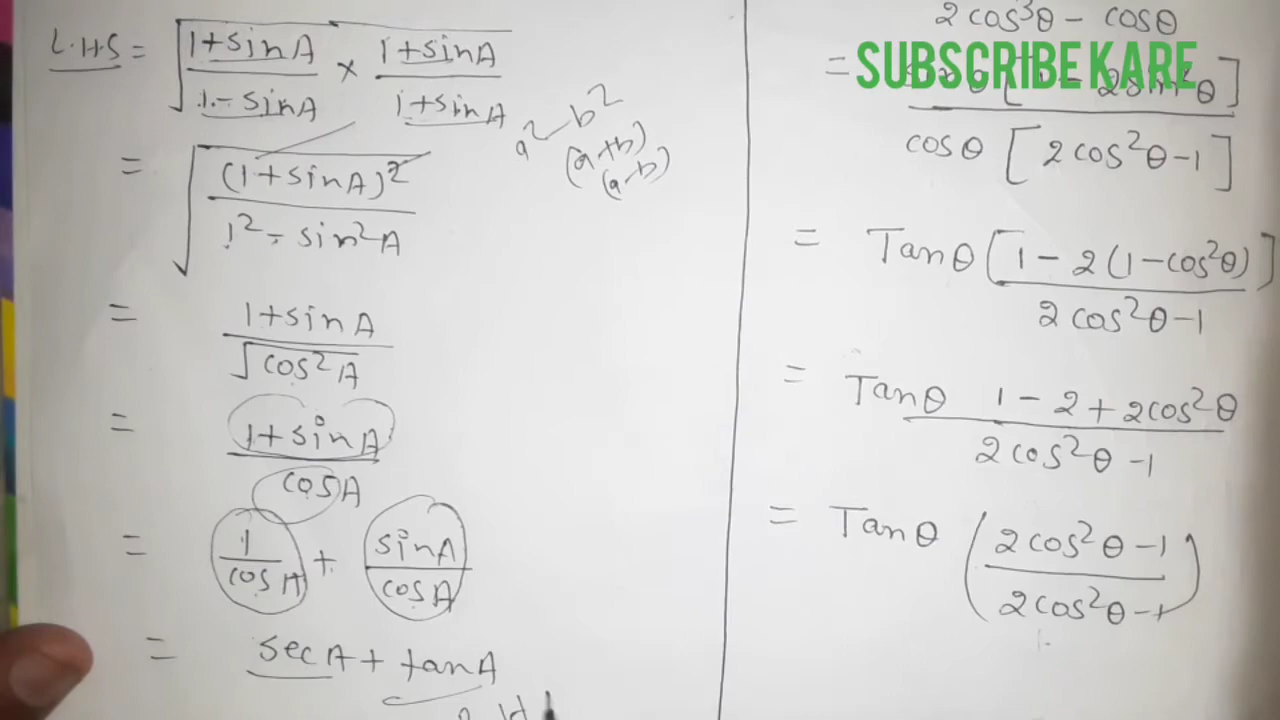 L.H.S = √(1+sinA / 1-sinA) × (1+sinA / 1+sinA)
a² - b²
(a+b)
(a-b)
= √((1+sinA)² / 1² - sin²A)
= 1+sinA / √cos²A
= 1+sinA / cosA
= 1/cosA + sinA/cosA
= secA + tanA
2cos³θ - cosθ
SUBSCRIBE KARE
= [1 - 2sin²θ] / cosθ [2cos²θ-1]
= Tanθ [1 - 2(1-cos²θ) / 2cos²θ-1]
= Tanθ 1 - 2 + 2cos²θ / 2cos²θ-1
= Tanθ (2cos²θ-1 / 2cos²θ-1)